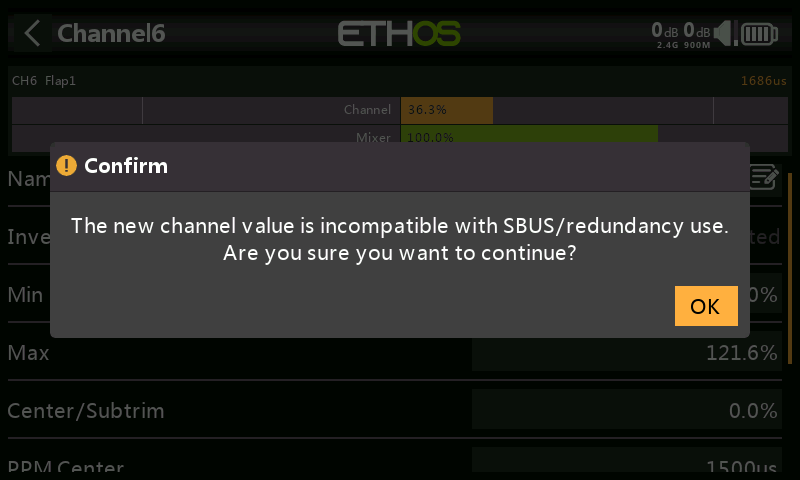 Channel6
ETHOS
0dB 0dB
2.4G 900M
CH6 Flap1
1686us
Channel
36.3%
Mixer
100.0%
Confirm
The new channel value is incompatible with SBUS/redundancy use.
Are you sure you want to continue?
OK
Nam
Inve
ted
Min
0%
Max
121.6%
Center/Subtrim
0.0%
PPM Center
1500us